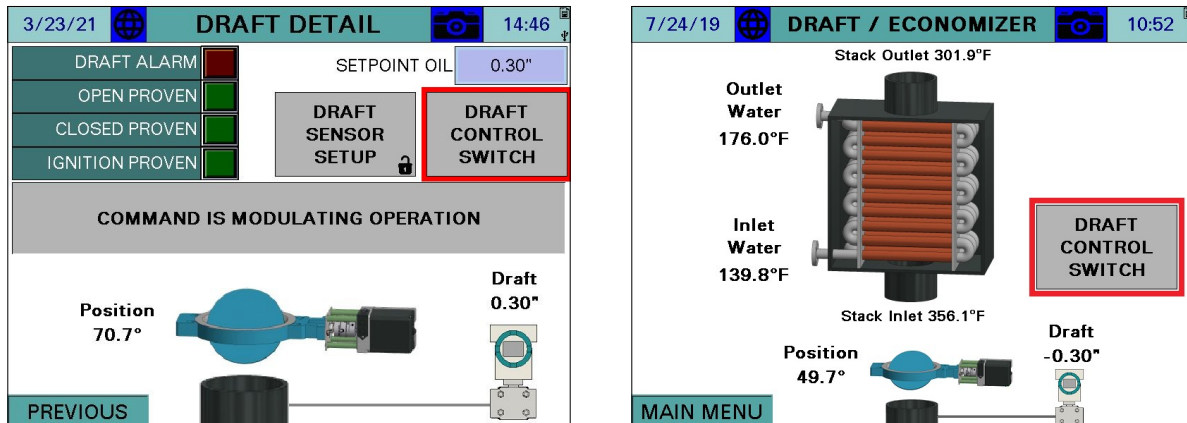 3/23/21 DRAFT DETAIL 14:46
DRAFT ALARM
OPEN PROVEN
CLOSED PROVEN
IGNITION PROVEN
SETPOINT OIL 0.30"
DRAFT
SENSOR
SETUP
DRAFT
CONTROL
SWITCH
COMMAND IS MODULATING OPERATION
Position
70.7°
Draft
0.30"
PREVIOUS
7/24/19 DRAFT / ECONOMIZER 10:52
Stack Outlet 301.9°F
Outlet
Water
176.0°F
Inlet
Water
139.8°F
DRAFT
CONTROL
SWITCH
Stack Inlet 356.1°F
Position
49.7°
Draft
-0.30"
MAIN MENU